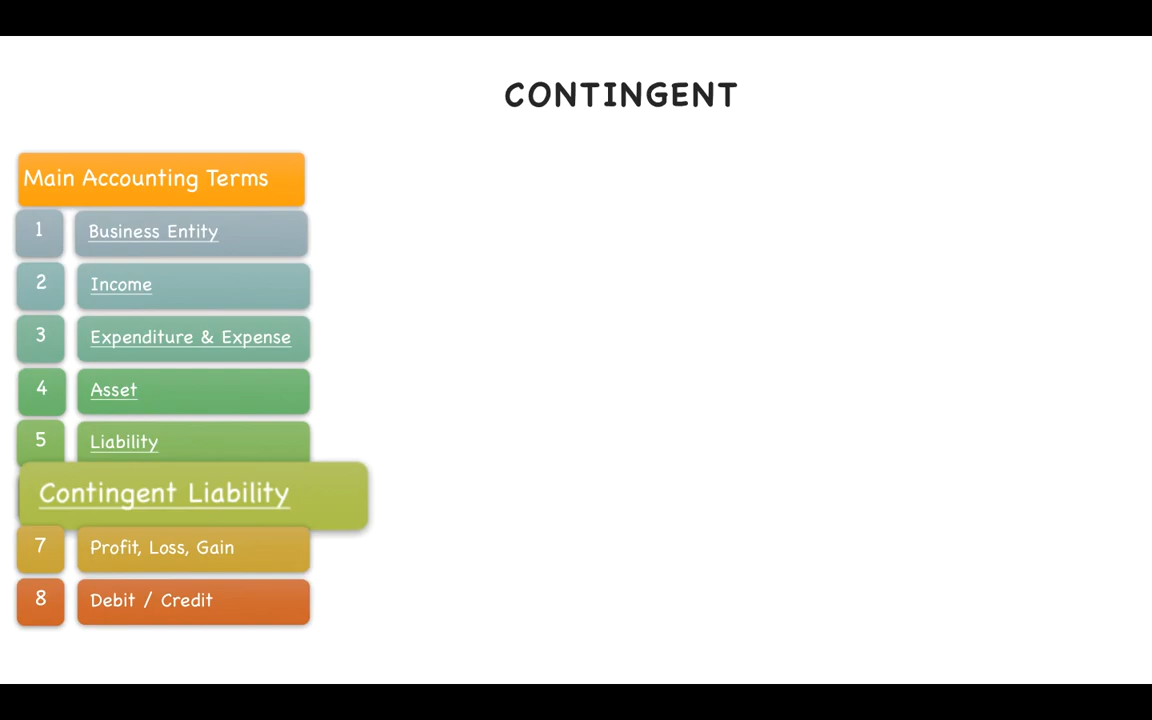 CONTINGENT
Main Accounting Terms
1 Business Entity
2 Income
3 Expenditure & Expense
4 Asset
5 Liability
Contingent Liability
7 Profit, Loss, Gain
8 Debit / Credit